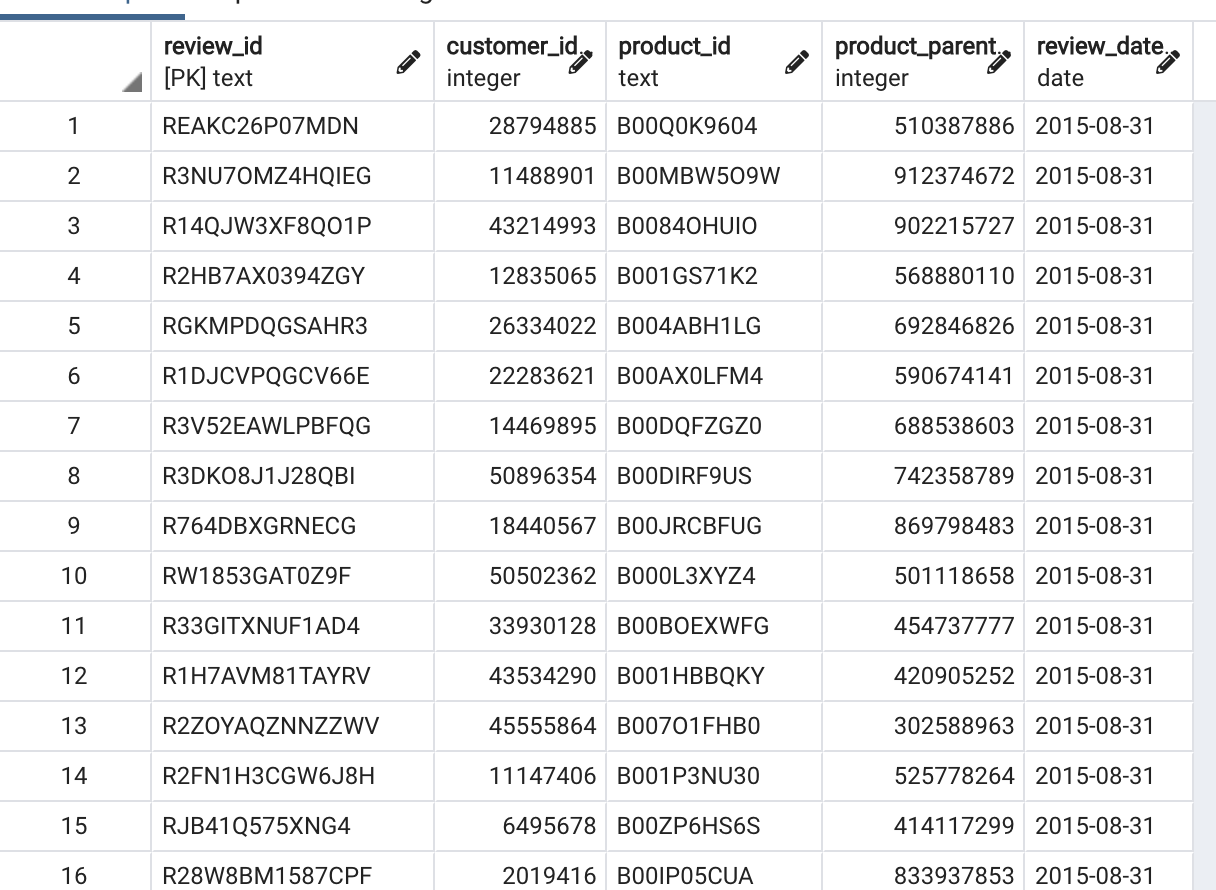 review_id customer_id product_id product_parent review_date
[PK] text integer text integer date
1 REAKC26P07MDN 28794885 B00Q0K9604 510387886 2015-08-31
2 R3NU7OMZ4HQIEG 11488901 B00MBW5O9W 912374672 2015-08-31
3 R14QJW3XF8QO1P 43214993 B0084OHUIO 902215727 2015-08-31
4 R2HB7AX0394ZGY 12835065 B001GS71K2 568880110 2015-08-31
5 RGKMPDQGSAHR3 26334022 B004ABH1LG 692846826 2015-08-31
6 R1DJCVPQGCV66E 22283621 B00AX0LFM4 590674141 2015-08-31
7 R3V52EAWLPBFQG 14469895 B00DQFZGZ0 688538603 2015-08-31
8 R3DKO8J1J28QBI 50896354 B00DIRF9US 742358789 2015-08-31
9 R764DBXGRNECG 18440567 B00JRCBFUG 869798483 2015-08-31
10 RW1853GAT0Z9F 50502362 B000L3XYZ4 501118658 2015-08-31
11 R33GITXNUF1AD4 33930128 B00BOEXWFG 454737777 2015-08-31
12 R1H7AVM81TAYRV 43534290 B001HBBQKY 420905252 2015-08-31
13 R2ZOYAQZNNZZWV 45555864 B007O1FHB0 302588963 2015-08-31
14 R2FN1H3CGW6J8H 11147406 B001P3NU30 525778264 2015-08-31
15 RJB41Q575XNG4 6495678 B00ZP6HS6S 414117299 2015-08-31
16 R28W8BM1587CPF 2019416 B00IP05CUA 833937853 2015-08-31